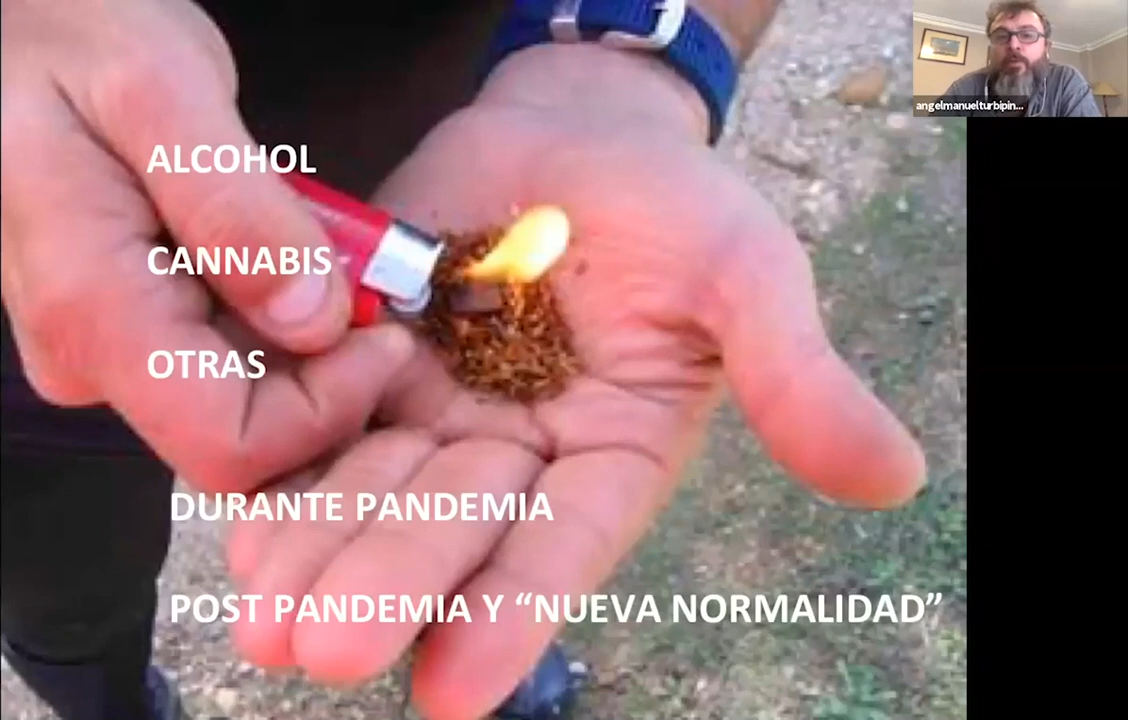 angelmanuelturbipin...
ALCOHOL
CANNABIS
OTRAS
DURANTE PANDEMIA
POST PANDEMIA Y “NUEVA NORMALIDAD”